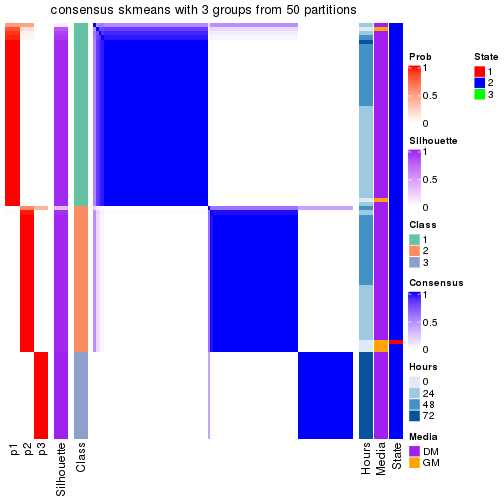 consensus skmeans with 3 groups from 50 partitions
Prob
1
0.5
0
State
1
2
3
Silhouette
1
0.5
0
Class
1
2
3
Consensus
1
0.5
0
Hours
0
24
48
72
Media
DM
GM
p1
p2
p3
Silhouette
Class
Hours
Media
State